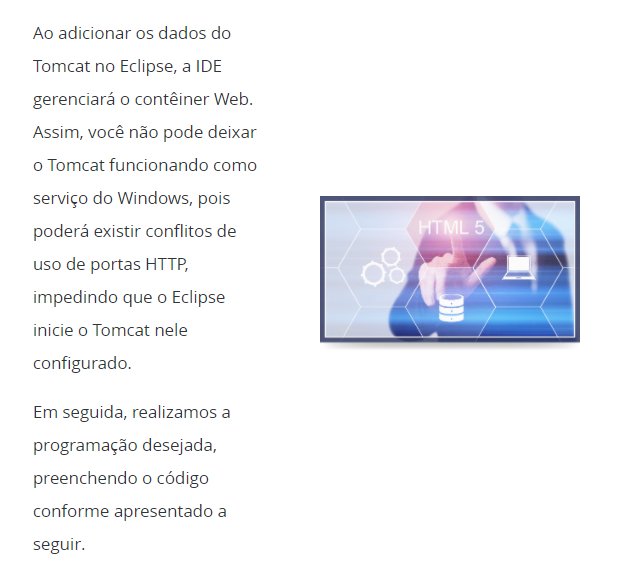 Ao adicionar os dados do
Tomcat no Eclipse, a IDE
gerenciará o contêiner Web.
Assim, você não pode deixar
o Tomcat funcionando como
serviço do Windows, pois
poderá existir conflitos de
uso de portas HTTP,
impedindo que o Eclipse
inicie o Tomcat nele
configurado.
Em seguida, realizamos a
programação desejada,
preenchendo o código
conforme apresentado a
seguir.
HTML 5